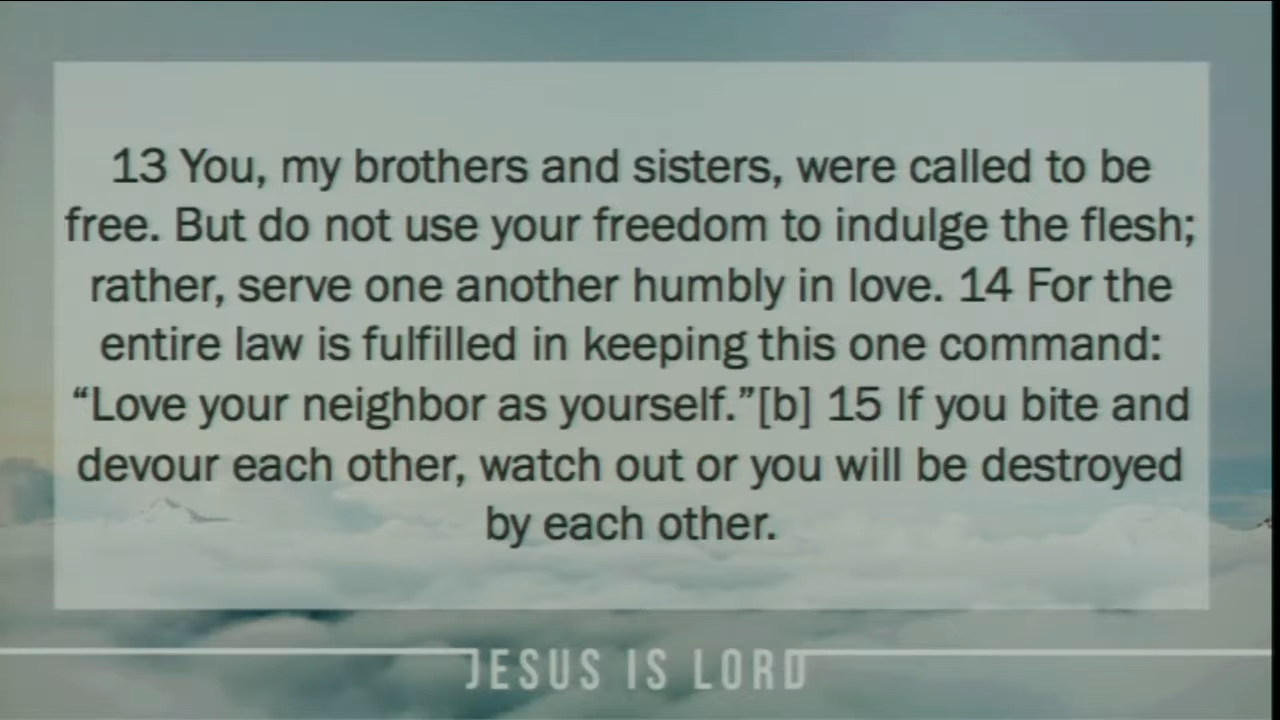 13 You, my brothers and sisters, were called to be
free. But do not use your freedom to indulge the flesh;
rather, serve one another humbly in love. 14 For the
entire law is fulfilled in keeping this one command:
“Love your neighbor as yourself.”[b] 15 If you bite and
devour each other, watch out or you will be destroyed
by each other.
JESUS IS LORD